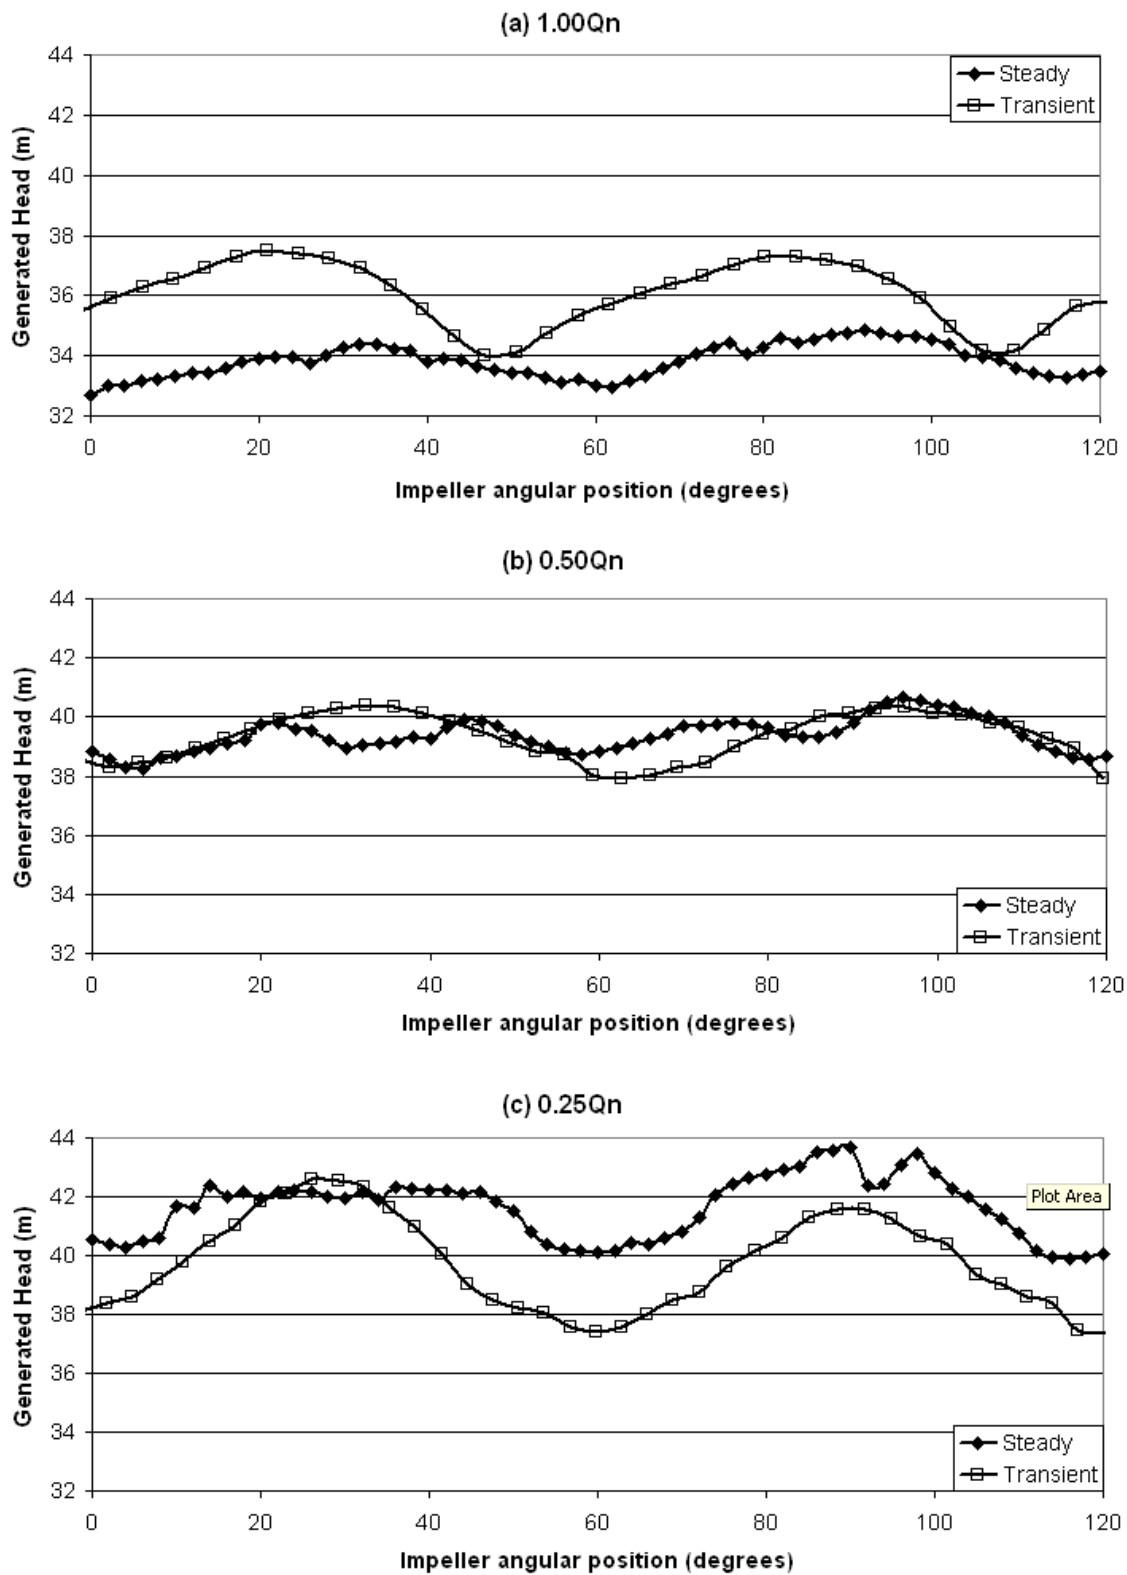 (a) 1.00Qn
44
42
40
38
36
34
32
Generated Head (m)
Steady
Transient
0 20 40 60 80 100 120
Impeller angular position (degrees)
(b) 0.50Qn
44
42
40
38
36
34
32
Generated Head (m)
Steady
Transient
0 20 40 60 80 100 120
Impeller angular position (degrees)
(c) 0.25Qn
44
42
40
38
36
34
32
Generated Head (m)
Plot Area
Steady
Transient
0 20 40 60 80 100 120
Impeller angular position (degrees)